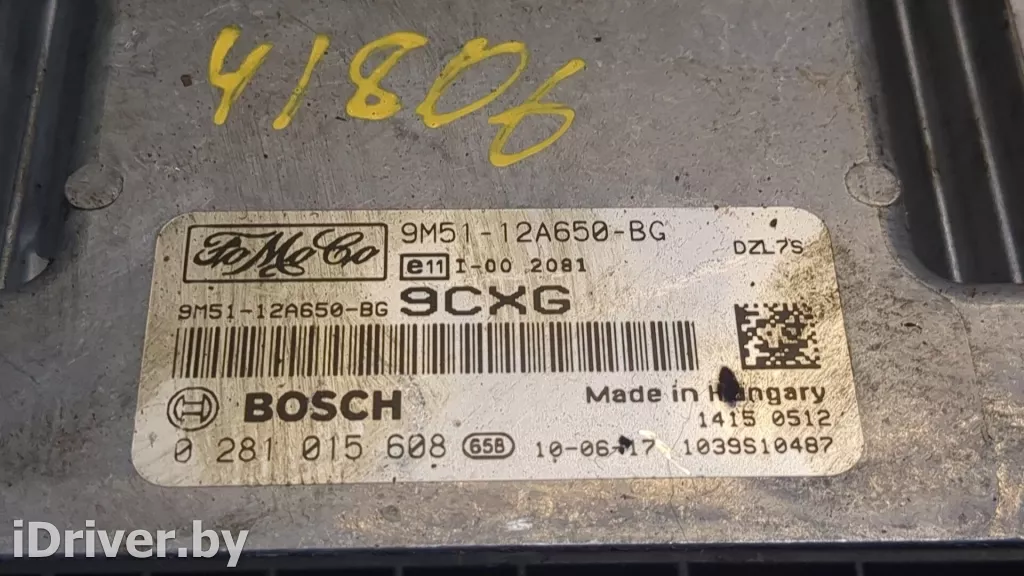 41806
FoMoCo
9M51-12A650-BG
DZL7S
e11 I-00 2081
9M51-12A650-BG 9CXG
BOSCH
Made in Hungary
1415 0512
0 281 015 608 65B 10-06-17 1039S10487
iDriver.by